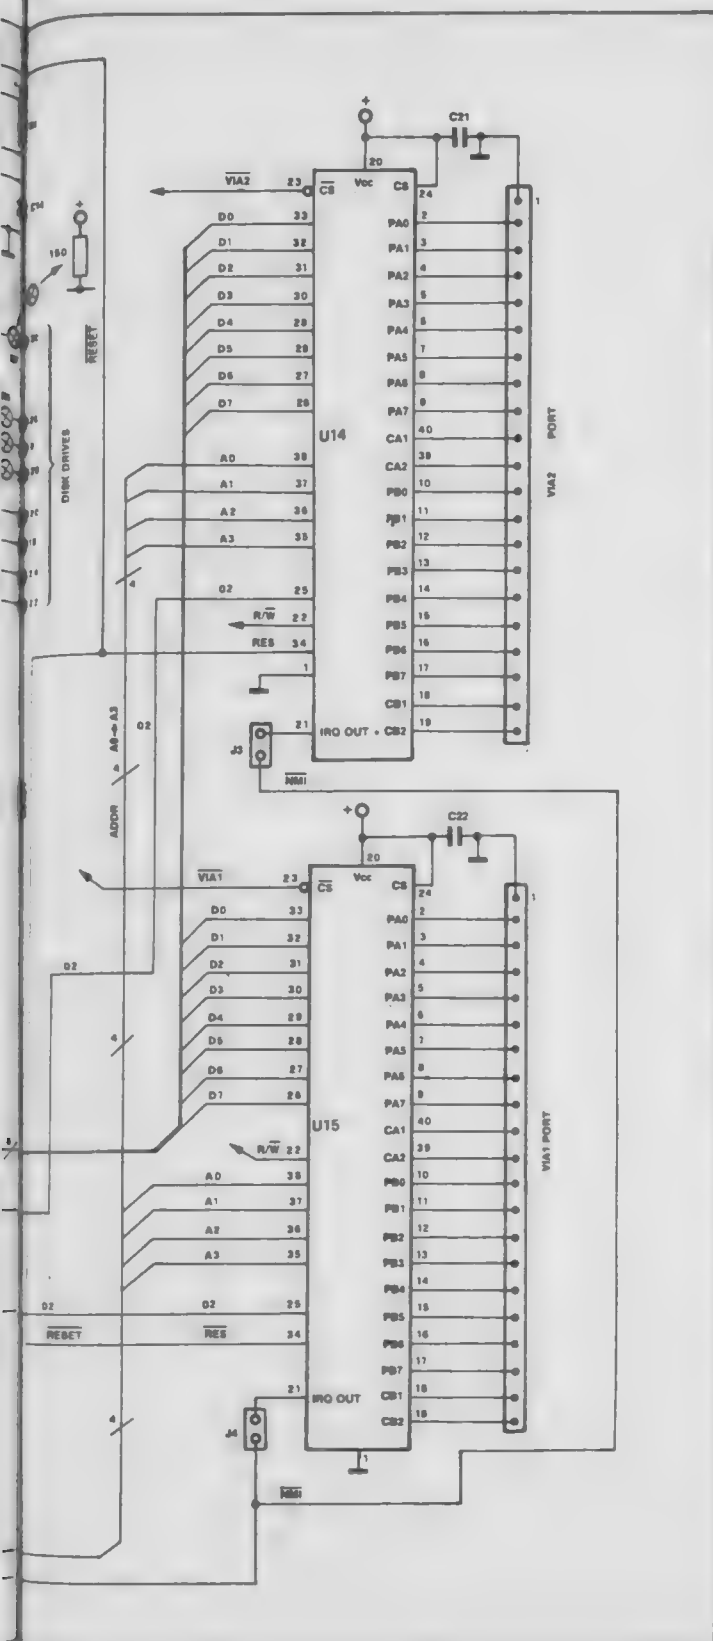 +
C21
20
VIA2
23
CS
Vcc
CS
24
1
D0
33
PA0
2
D1
32
PA1
3
D2
31
PA2
4
D3
30
PA3
5
D4
28
PA4
6
D5
29
PA5
7
D6
27
PA6
8
D7
26
PA7
9
U14
CA1
40
A0
38
CA2
39
A1
37
PB0
10
A2
36
PB1
11
A3
35
PB2
12
PB3
13
4
02
25
PB4
14
R/W
22
PB5
15
RES
34
PB6
16
1
PB7
17
CB1
18
21
IRQ OUT
CB2
19
J3
NMI
VIA2 PORT
+
150
RESET
DISK DRIVES
ADDR A0→A3
4
02
+
C22
20
VIA1
23
CS
Vcc
CS
24
1
D0
33
PA0
2
D1
32
PA1
3
D2
31
PA2
4
D3
30
PA3
5
D4
29
PA4
6
D5
28
PA5
7
D6
27
PA6
8
D7
26
PA7
9
U15
CA1
40
R/W
22
CA2
39
A0
38
PB0
10
A1
37
PB1
11
A2
36
PB2
12
A3
35
PB3
13
PB4
14
02
02
25
PB5
15
RESET
RES
34
PB6
16
PB7
17
21
IRQ OUT
CB1
18
CB2
J4
1
NMI
VIA1 PORT
02
4
4